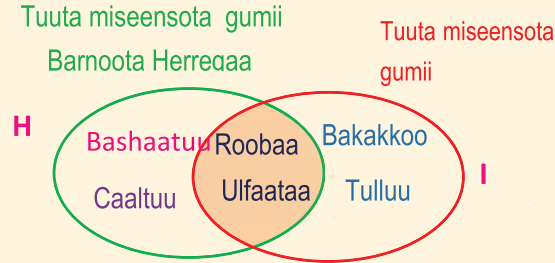 Tuuta miseensota gumii
Barnoota Herregaa
Tuuta miseensota
gumii
H
Bashaatuu
Roobaa
Bakakkoo
I
Caaltuu
Ulfaataa
Tulluu